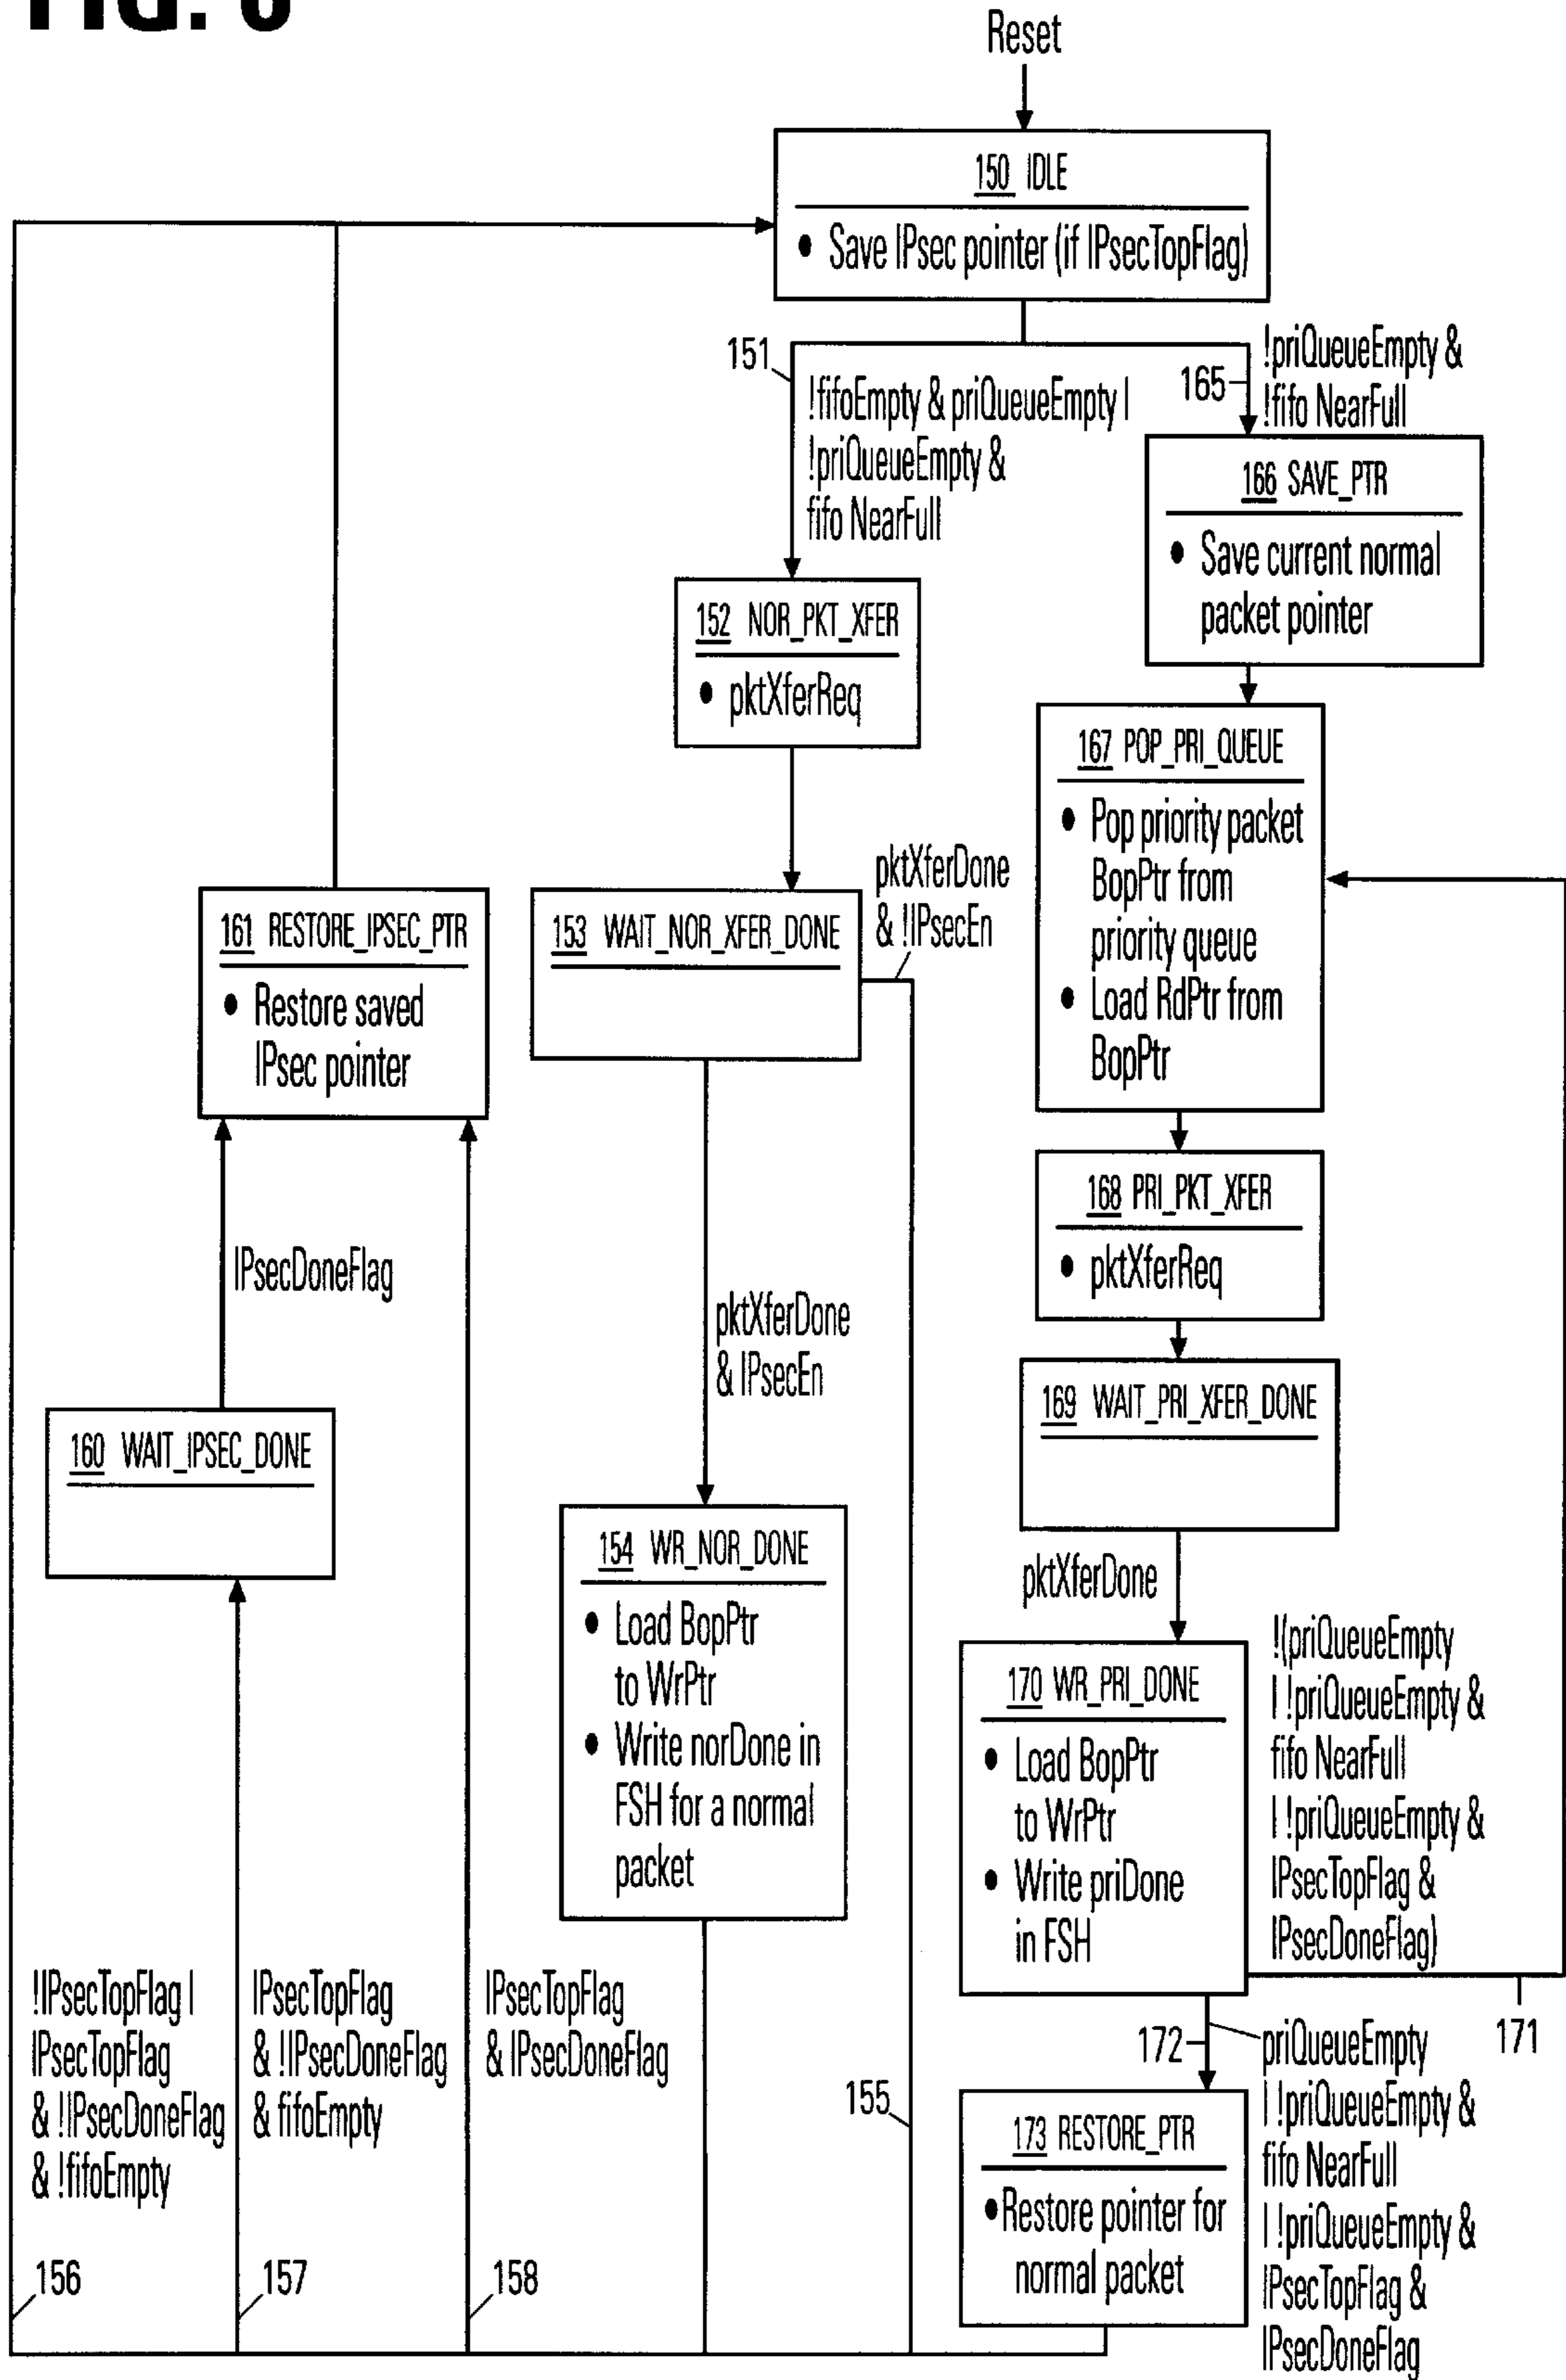 FIG. 6
Reset
150 IDLE
• Save IPsec pointer (if IPsecTopFlag)
151
!fifoEmpty & priQueueEmpty |
!priQueueEmpty &
fifo NearFull
165
!priQueueEmpty &
!fifo NearFull
166 SAVE_PTR
• Save current normal
packet pointer
152 NOR_PKT_XFER
• pktXferReq
167 POP_PRI_QUEUE
• Pop priority packet
BopPtr from
priority queue
• Load RdPtr from
BopPtr
161 RESTORE_IPSEC_PTR
• Restore saved
IPsec pointer
153 WAIT_NOR_XFER_DONE
pktXferDone
& !IPsecEn
168 PRI_PKT_XFER
• pktXferReq
IPsecDoneFlag
pktXferDone
& IPsecEn
169 WAIT_PRI_XFER_DONE
160 WAIT_IPSEC_DONE
154 WR_NOR_DONE
• Load BopPtr
to WrPtr
• Write norDone in
FSH for a normal
packet
pktXferDone
170 WR_PRI_DONE
• Load BopPtr
to WrPtr
• Write priDone
in FSH
!(priQueueEmpty
| !priQueueEmpty &
fifo NearFull
| !priQueueEmpty &
IPsecTopFlag &
IPsecDoneFlag)
171
!IPsecTopFlag |
IPsecTopFlag
& !IPsecDoneFlag
& !fifoEmpty
IPsecTopFlag
& !IPsecDoneFlag
& fifoEmpty
IPsecTopFlag
& IPsecDoneFlag
155
172
priQueueEmpty
| !priQueueEmpty &
fifo NearFull
| !priQueueEmpty &
IPsecTopFlag &
IPsecDoneFlag
173 RESTORE_PTR
• Restore pointer for
normal packet
156
157
158